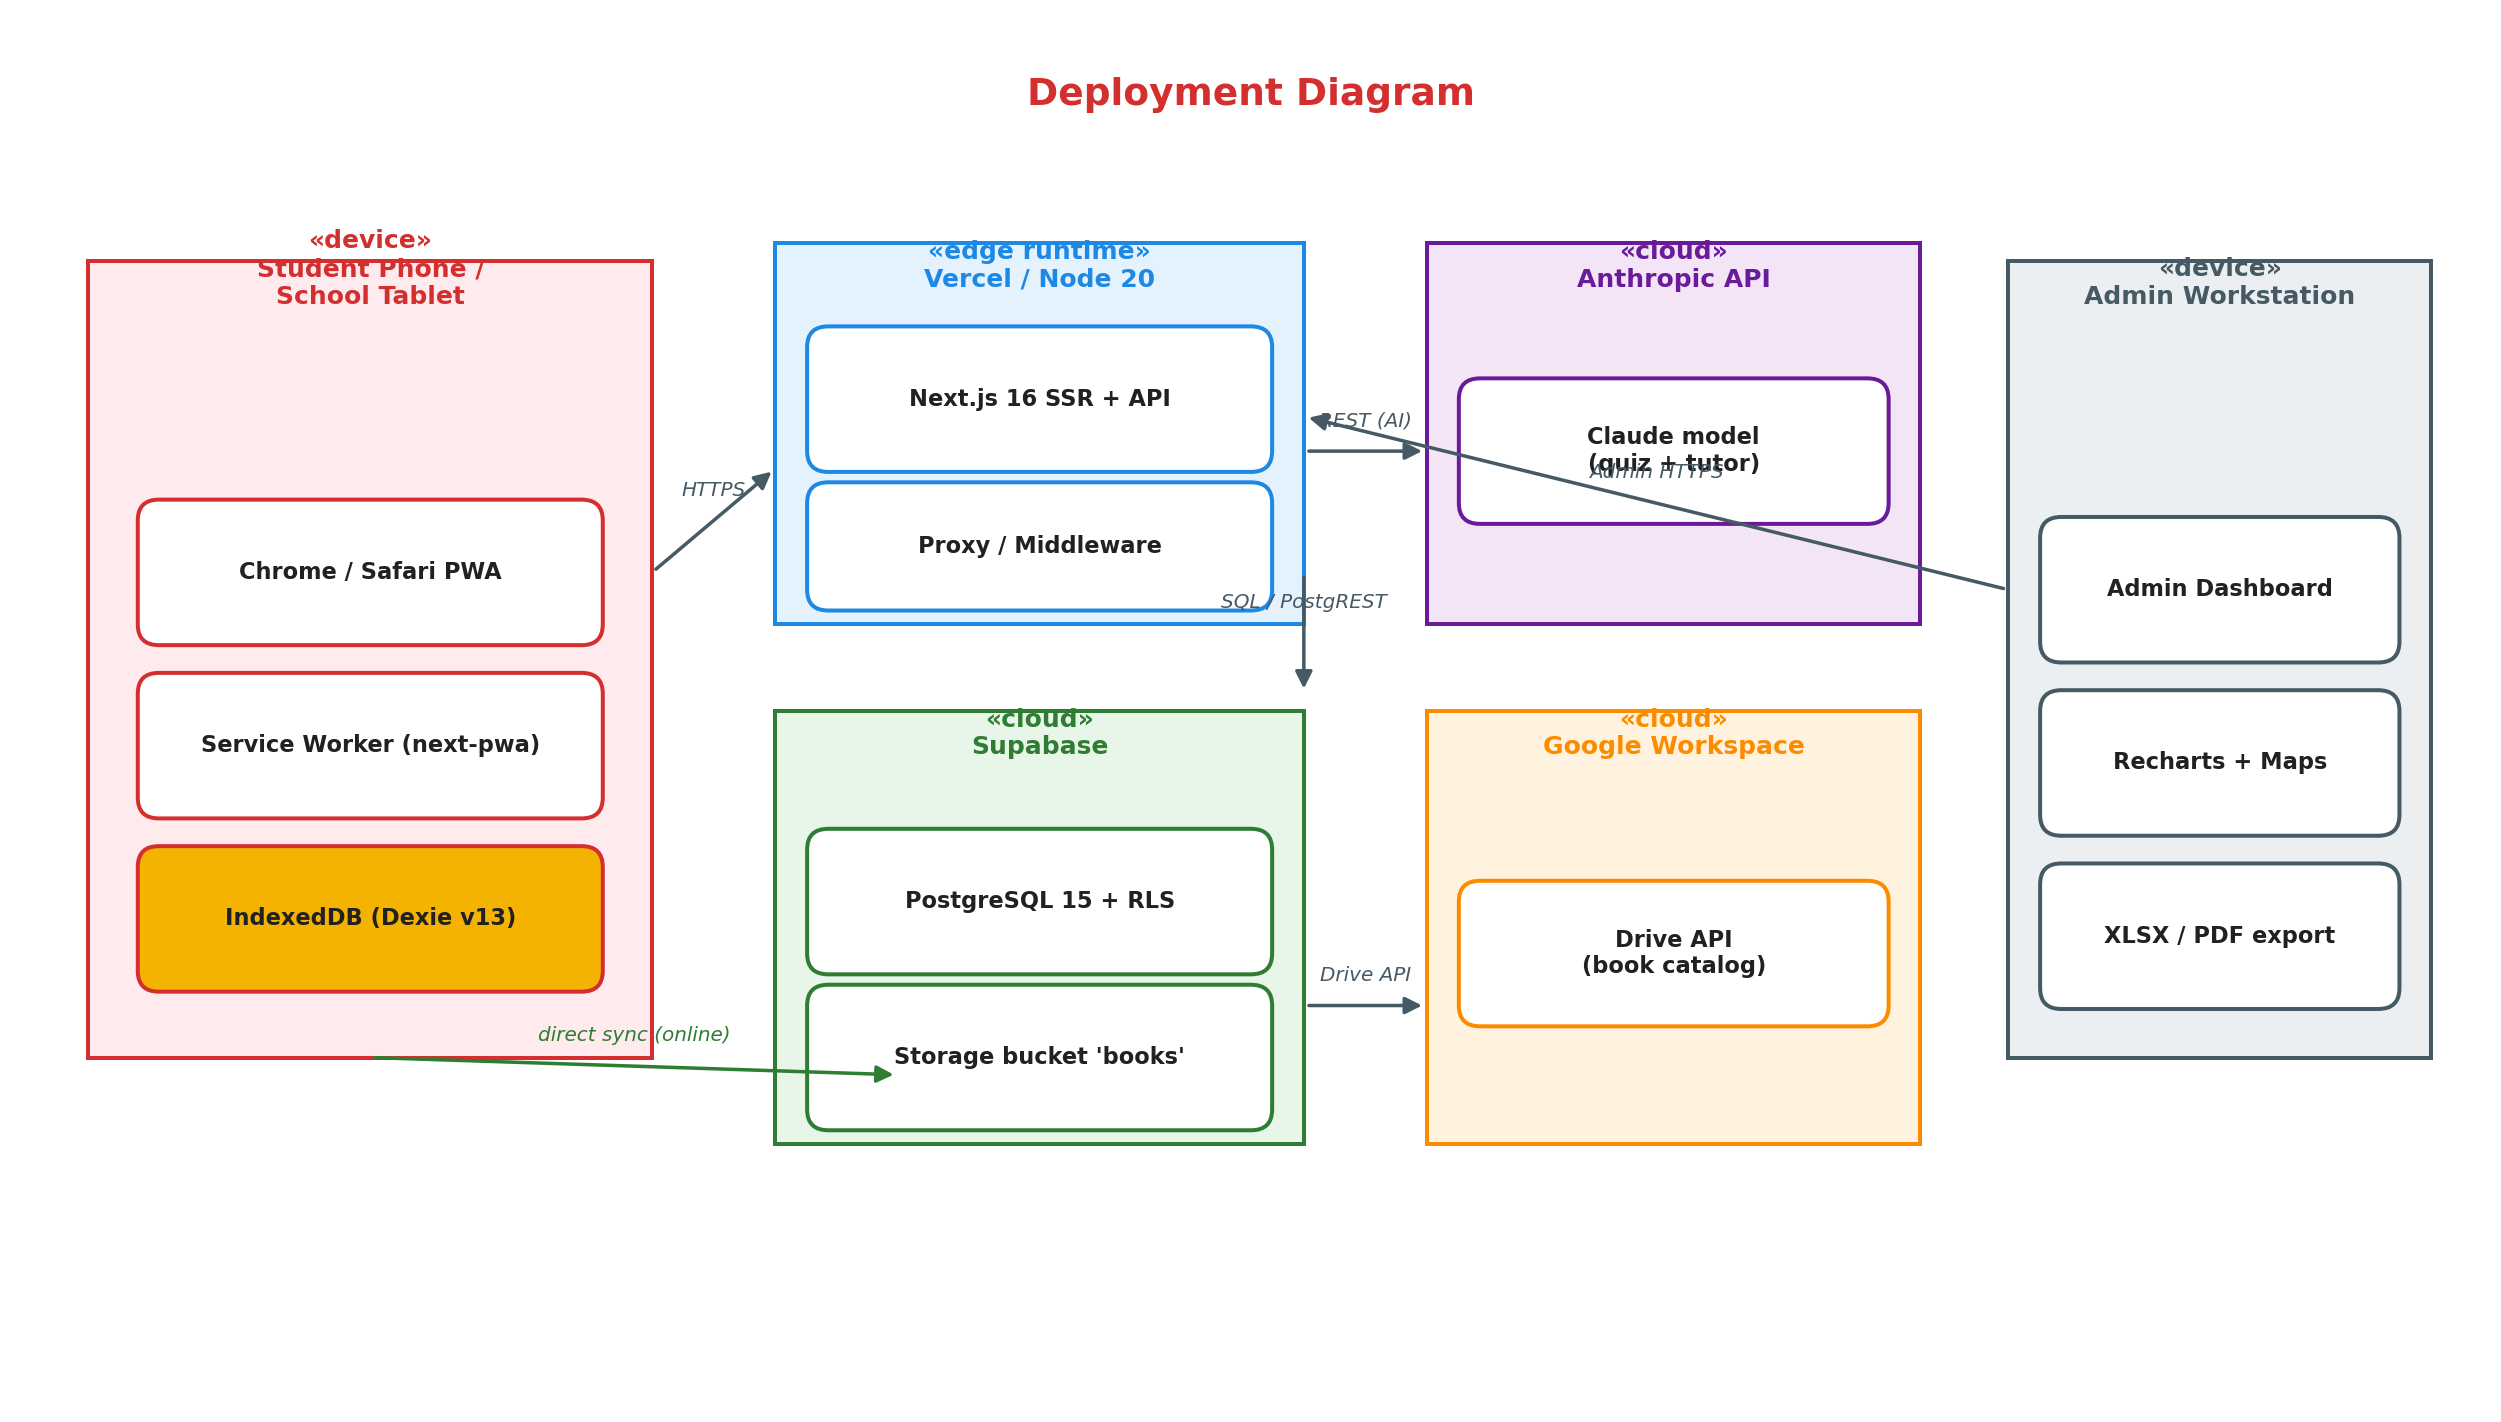 Deployment Diagram
«device»
Student Phone /
School Tablet
Chrome / Safari PWA
Service Worker (next-pwa)
IndexedDB (Dexie v13)
HTTPS
direct sync (online)
«edge runtime»
Vercel / Node 20
Next.js 16 SSR + API
Proxy / Middleware
REST (AI)
SQL / PostgREST
«cloud»
Anthropic API
Claude model
(quiz + tutor)
Admin HTTPS
«cloud»
Supabase
PostgreSQL 15 + RLS
Storage bucket 'books'
Drive API
«cloud»
Google Workspace
Drive API
(book catalog)
«device»
Admin Workstation
Admin Dashboard
Recharts + Maps
XLSX / PDF export